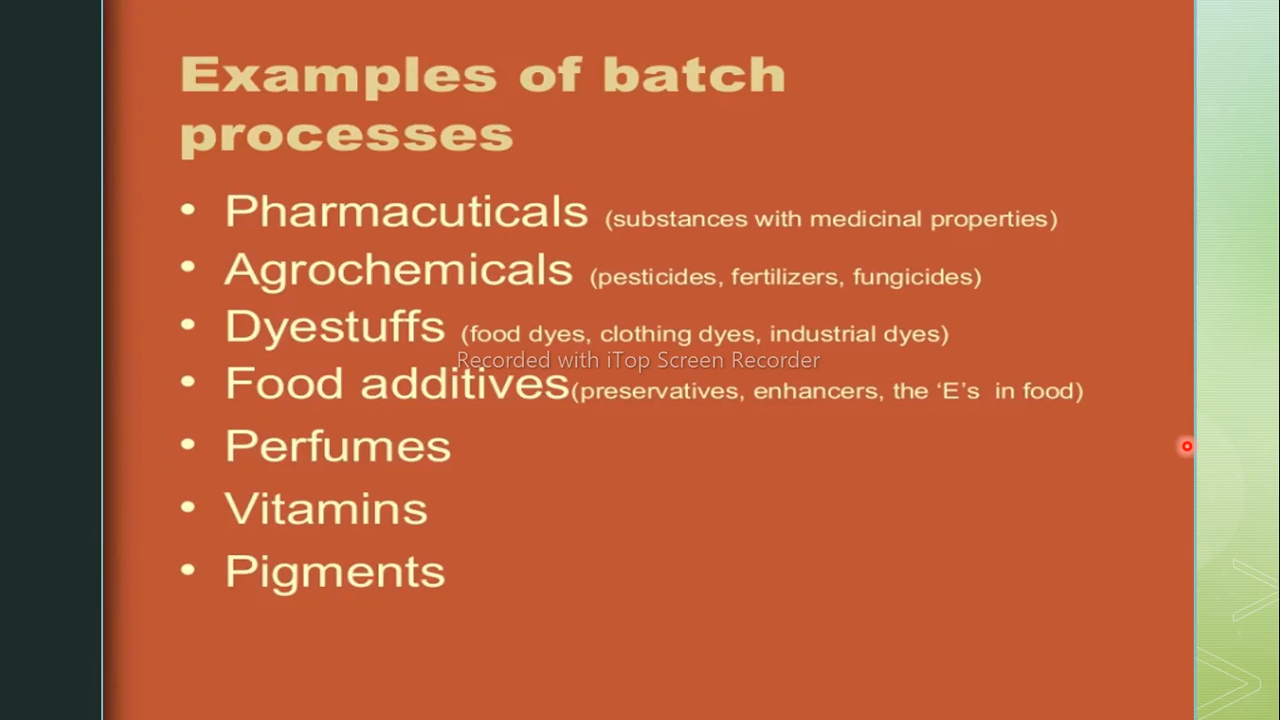 Examples of batch
processes
• Pharmacuticals (substances with medicinal properties)
• Agrochemicals (pesticides, fertilizers, fungicides)
• Dyestuffs (food dyes, clothing dyes, industrial dyes)
Recorded with iTop Screen Recorder
• Food additives(preservatives, enhancers, the ‘E’s in food)
• Perfumes
• Vitamins
• Pigments